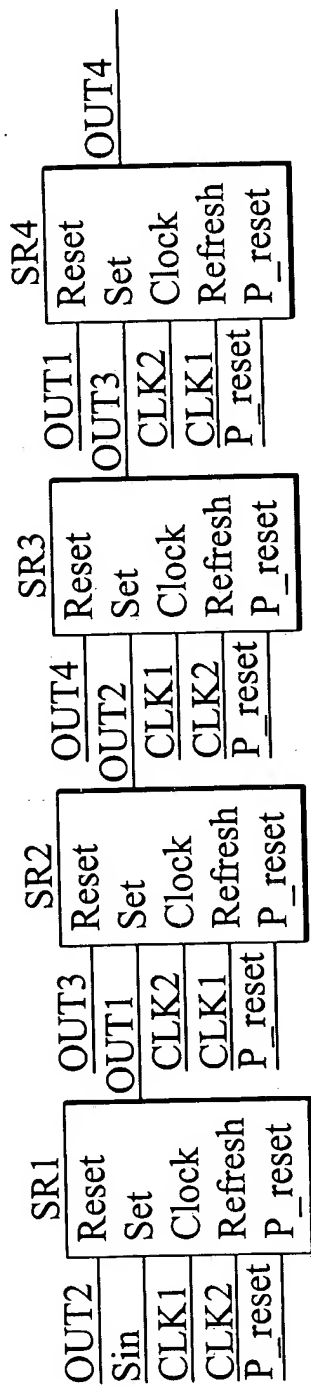 SR1
OUT2
Sin
CLK1
CLK2
P_reset
Reset
Set
Clock
Refresh
P_reset
SR2
OUT3
OUT1
CLK2
CLK1
P_reset
Reset
Set
Clock
Refresh
P_reset
SR3
OUT4
OUT2
CLK1
CLK2
P_reset
Reset
Set
Clock
Refresh
P_reset
SR4
OUT1
OUT3
CLK2
CLK1
P_reset
Reset
Set
Clock
Refresh
P_reset
OUT4